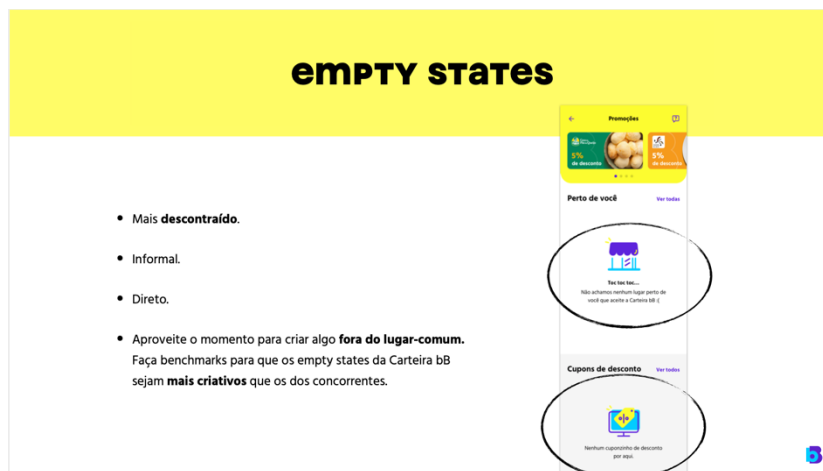 empty states
Mais descontraído.
Informal.
Direto.
Aproveite o momento para criar algo fora do lugar-comum.
Faça benchmarks para que os empty states da Carteira bB
sejam mais criativos que os dos concorrentes.
Promoções
5%
de desconto
5%
de desconto
Perto de você
Ver todas
Toc toc toc...
Não achamos nenhum lugar perto de
você que aceite a Carteira bB :(
Cupons de desconto
Ver todos
Nenhum cuponzinho de desconto
por aqui.
bB